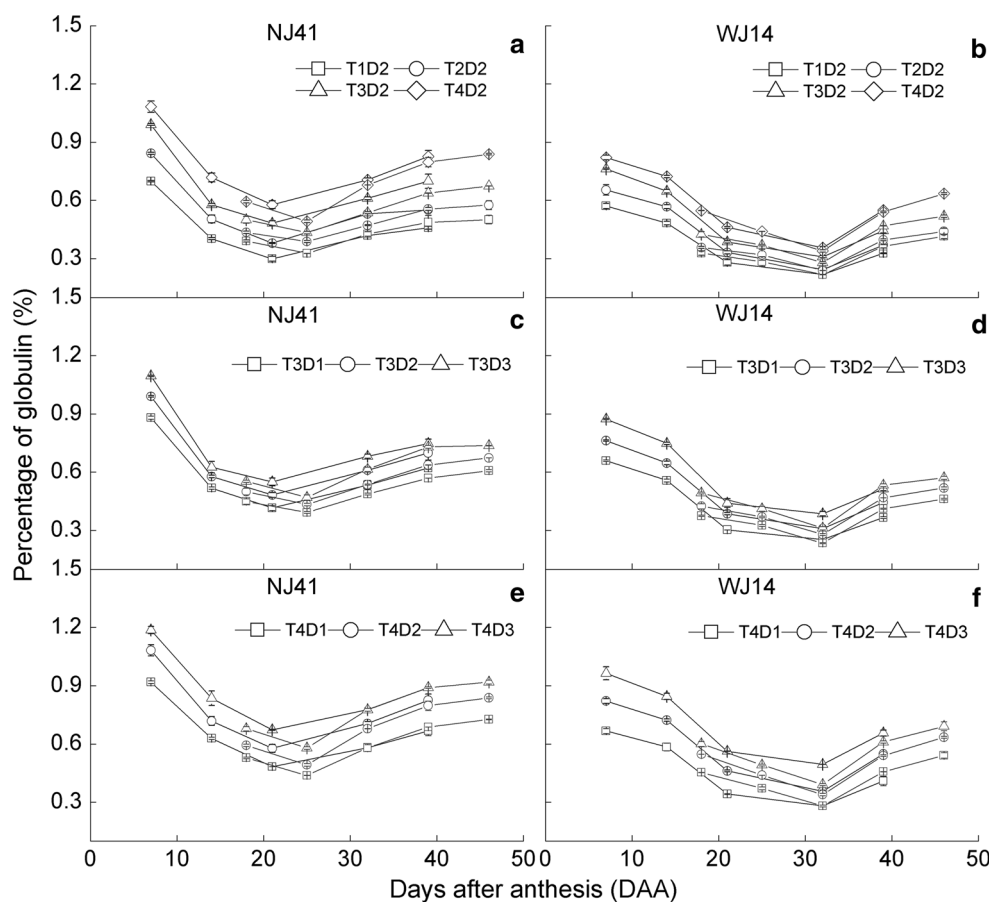 NJ41 a
T1D2 T2D2
T3D2 T4D2
WJ14 b
T1D2 T2D2
T3D2 T4D2
1.5
1.2
0.9
0.6
0.3
NJ41 c
T3D1 T3D2 T3D3
WJ14 d
T3D1 T3D2 T3D3
1.5
1.2
0.9
0.6
0.3
NJ41 e
T4D1 T4D2 T4D3
WJ14 f
T4D1 T4D2 T4D3
1.5
1.2
0.9
0.6
0.3
0 10 20 30 40 50
0 10 20 30 40 50
Percentage of globulin (%)
Days after anthesis (DAA)